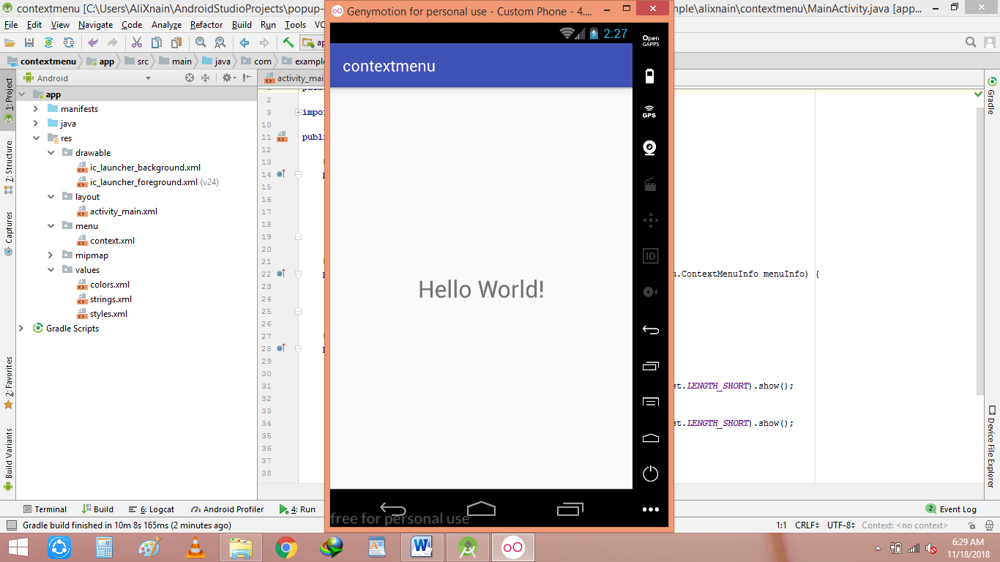 contextmenu [C:\Users\AliXnain\AndroidStudioProjects\popup-
Genymotion for personal use - Custom Phone - 4....
mple\alixnain\contextmenu\MainActivity.java [app...
File Edit View Navigate Code Analyze Refactor Build Run Tools VC
ap
contextmenu app src main java com example
Android
activity_mai
1: Project
7: Structure
Captures
2: Favorites
Build Variants
app
manifests
java
res
drawable
ic_launcher_background.xml
ic_launcher_foreground.xml (v24)
layout
activity_main.xml
menu
context.xml
mipmap
values
colors.xml
strings.xml
styles.xml
Gradle Scripts
2
3 impo
10
11 publi
12
13
14
15
16
17
18
19
20
21
22 u.ContextMenuInfo menuInfo) {
23
24
25
26
27
28
29
30
31 st.LENGTH_SHORT).show();
32
33
34 st.LENGTH_SHORT).show();
35
36
37
38
2:27
contextmenu
Hello World!
free for personal use
Open
GAPPS
GPS
ID
Gradle
Device File Explorer
Terminal Build 6: Logcat Android Profiler 4: Run 2 Event Log
Gradle build finished in 10m 8s 165ms (2 minutes ago) 1:1 CRLF UTF-8 Context: <no context>
6:29 AM
11/18/2018